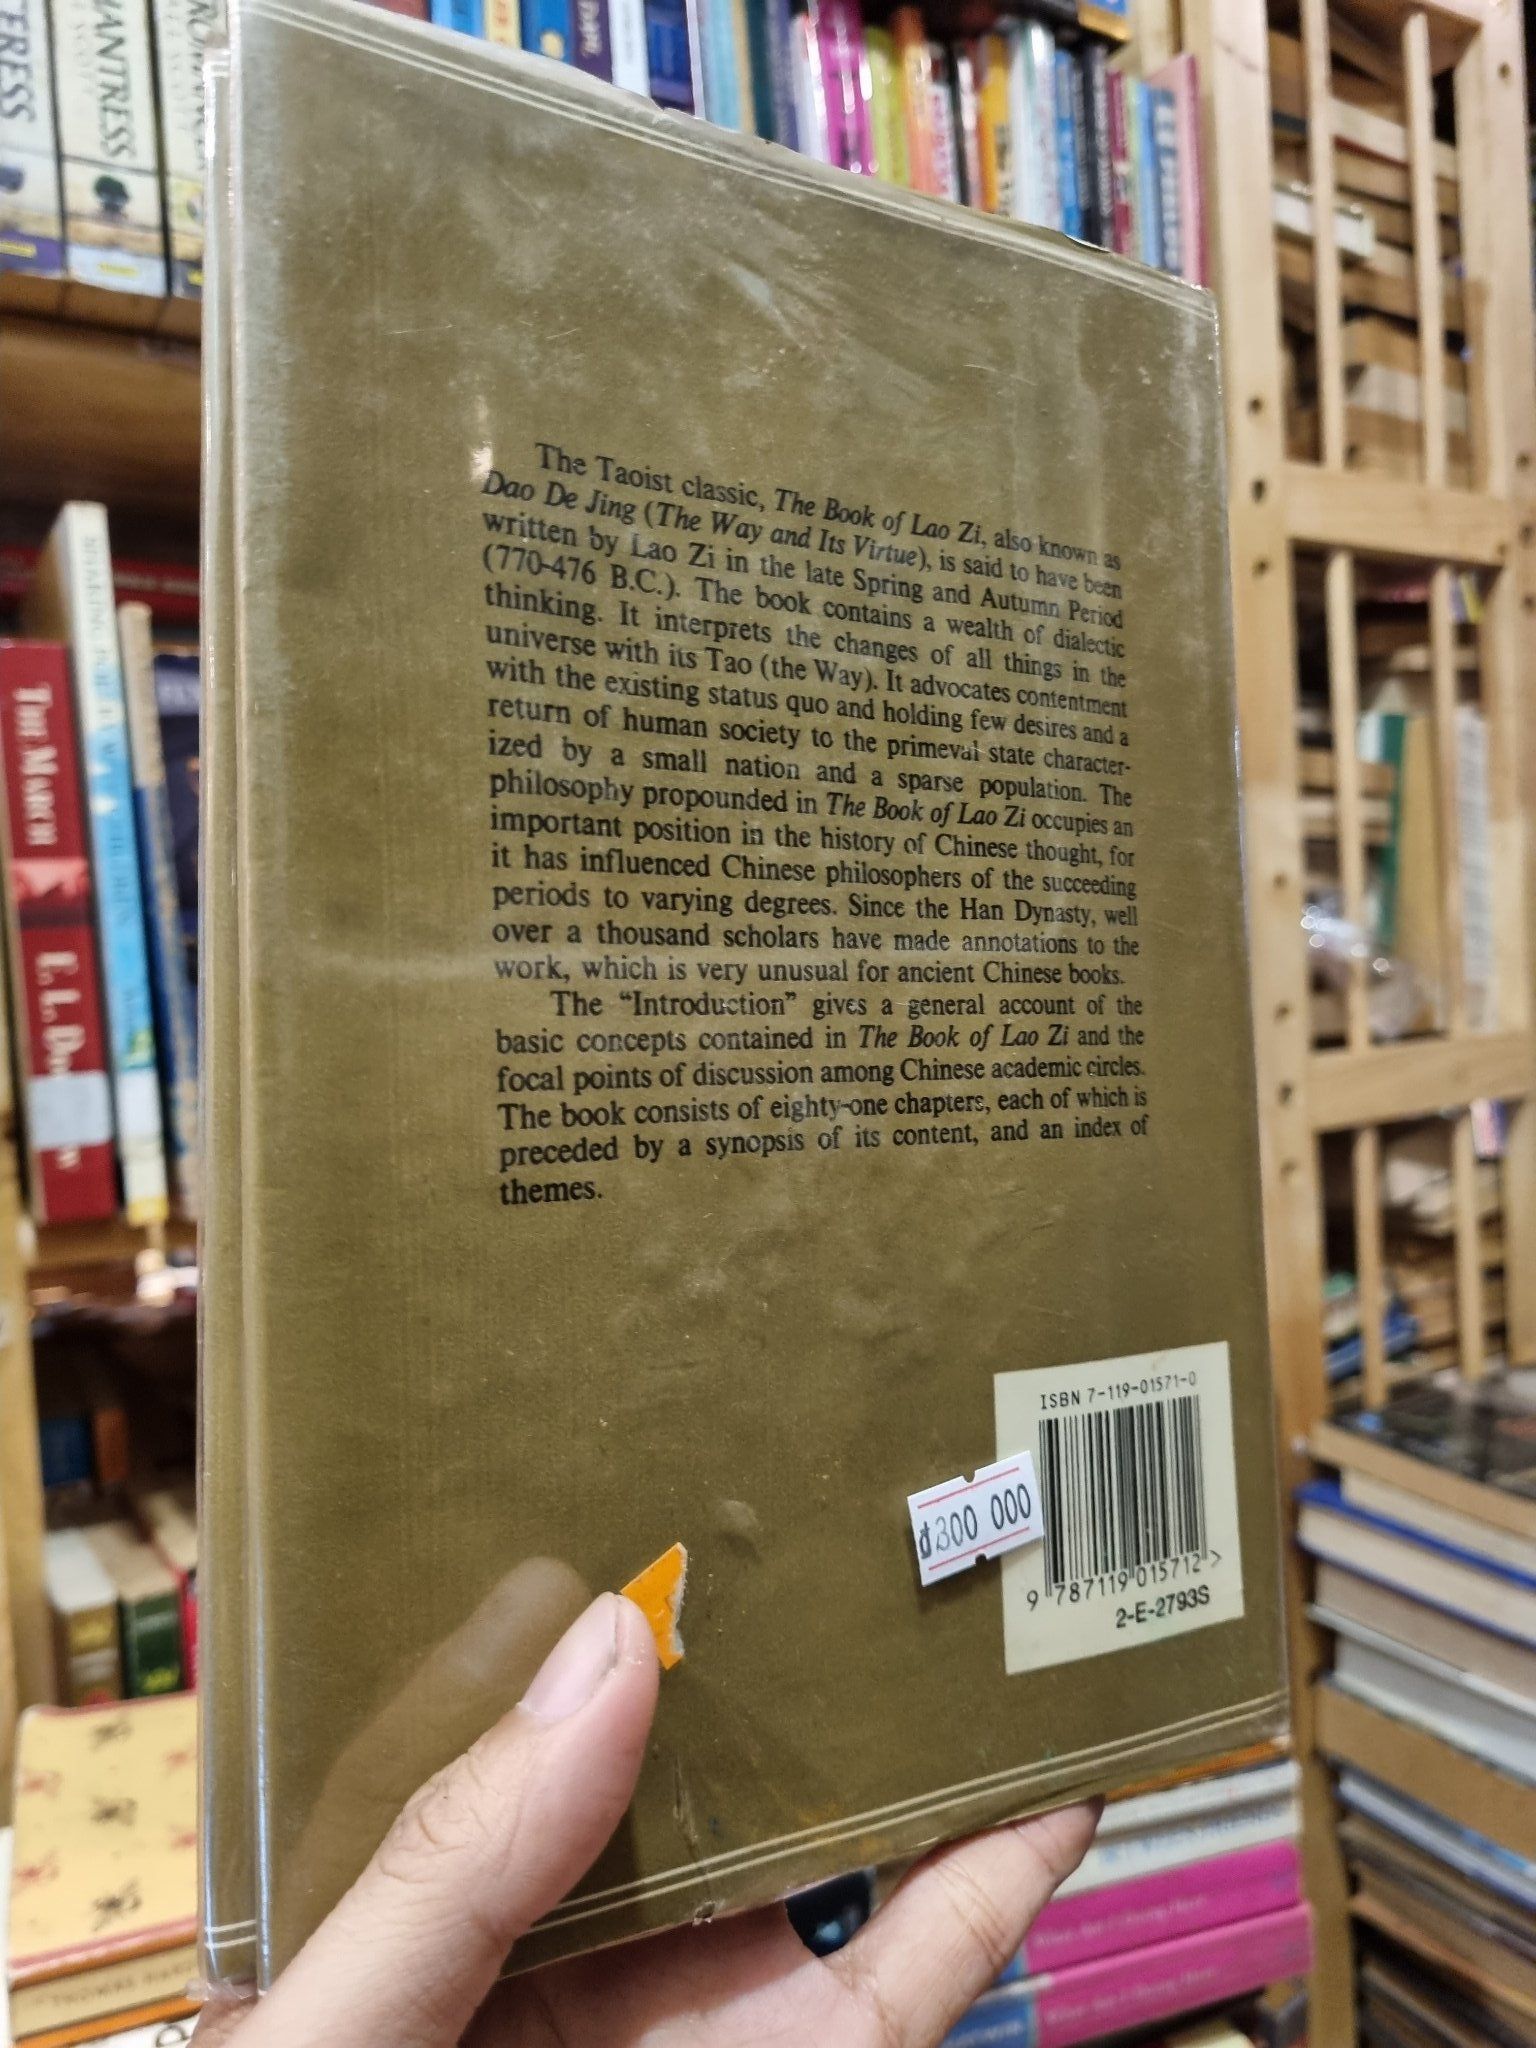 MANTRESS
The Taoist classic, The Book of Lao Zi, also known as
Dao De Jing (The Way and Its Virtue), is said to have been
written by Lao Zi in the late Spring and Autumn Period
(770-476 B.C.). The book contains a wealth of dialectic
thinking. It interprets the changes of all things in the
universe with its Tao (the Way). It advocates contentment
with the existing status quo and holding few desires and a
return of human society to the primeval state character-
ized by a small nation and a sparse population. The
philosophy propounded in The Book of Lao Zi occupies an
important position in the history of Chinese thought, for
it has influenced Chinese philosophers of the succeeding
periods to varying degrees. Since the Han Dynasty, well
over a thousand scholars have made annotations to the
work, which is very unusual for ancient Chinese books.
The “Introduction” gives a general account of the
basic concepts contained in The Book of Lao Zi and the
focal points of discussion among Chinese academic circles.
The book consists of eighty-one chapters, each of which is
preceded by a synopsis of its content, and an index of
themes.
THE MARCH
E. L. D
ISBN 7-119-01571-0
đ300 000
9 787119 015712 >
2-E-2793S